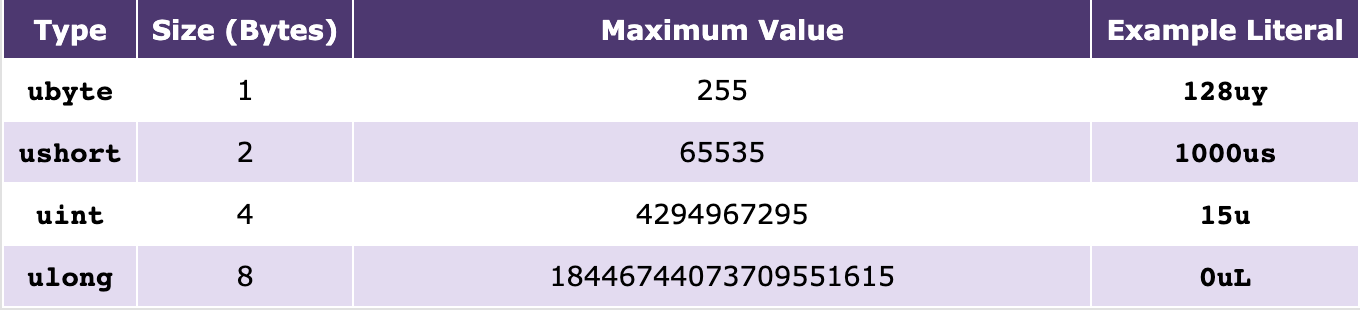 Type Size (Bytes) Maximum Value Example Literal
ubyte 1 255 128uy
ushort 2 65535 1000us
uint 4 4294967295 15u
ulong 8 18446744073709551615 0uL